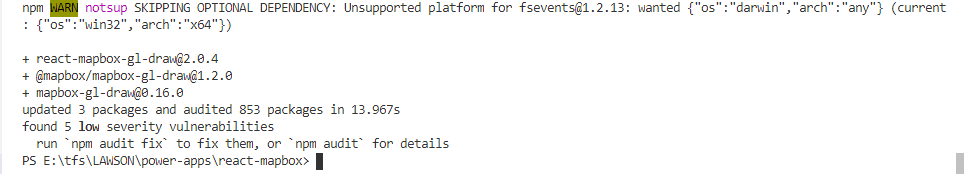 npm WARN notsup SKIPPING OPTIONAL DEPENDENCY: Unsupported platform for fsevents@1.2.13: wanted {"os":"darwin","arch":"any"} (current
: {"os":"win32","arch":"x64"})
+ react-mapbox-gl-draw@2.0.4
+ @mapbox/mapbox-gl-draw@1.2.0
+ mapbox-gl-draw@0.16.0
updated 3 packages and audited 853 packages in 13.967s
found 5 low severity vulnerabilities
  run `npm audit fix` to fix them, or `npm audit` for details
PS E:\tfs\LAWSON\power-apps\react-mapbox>